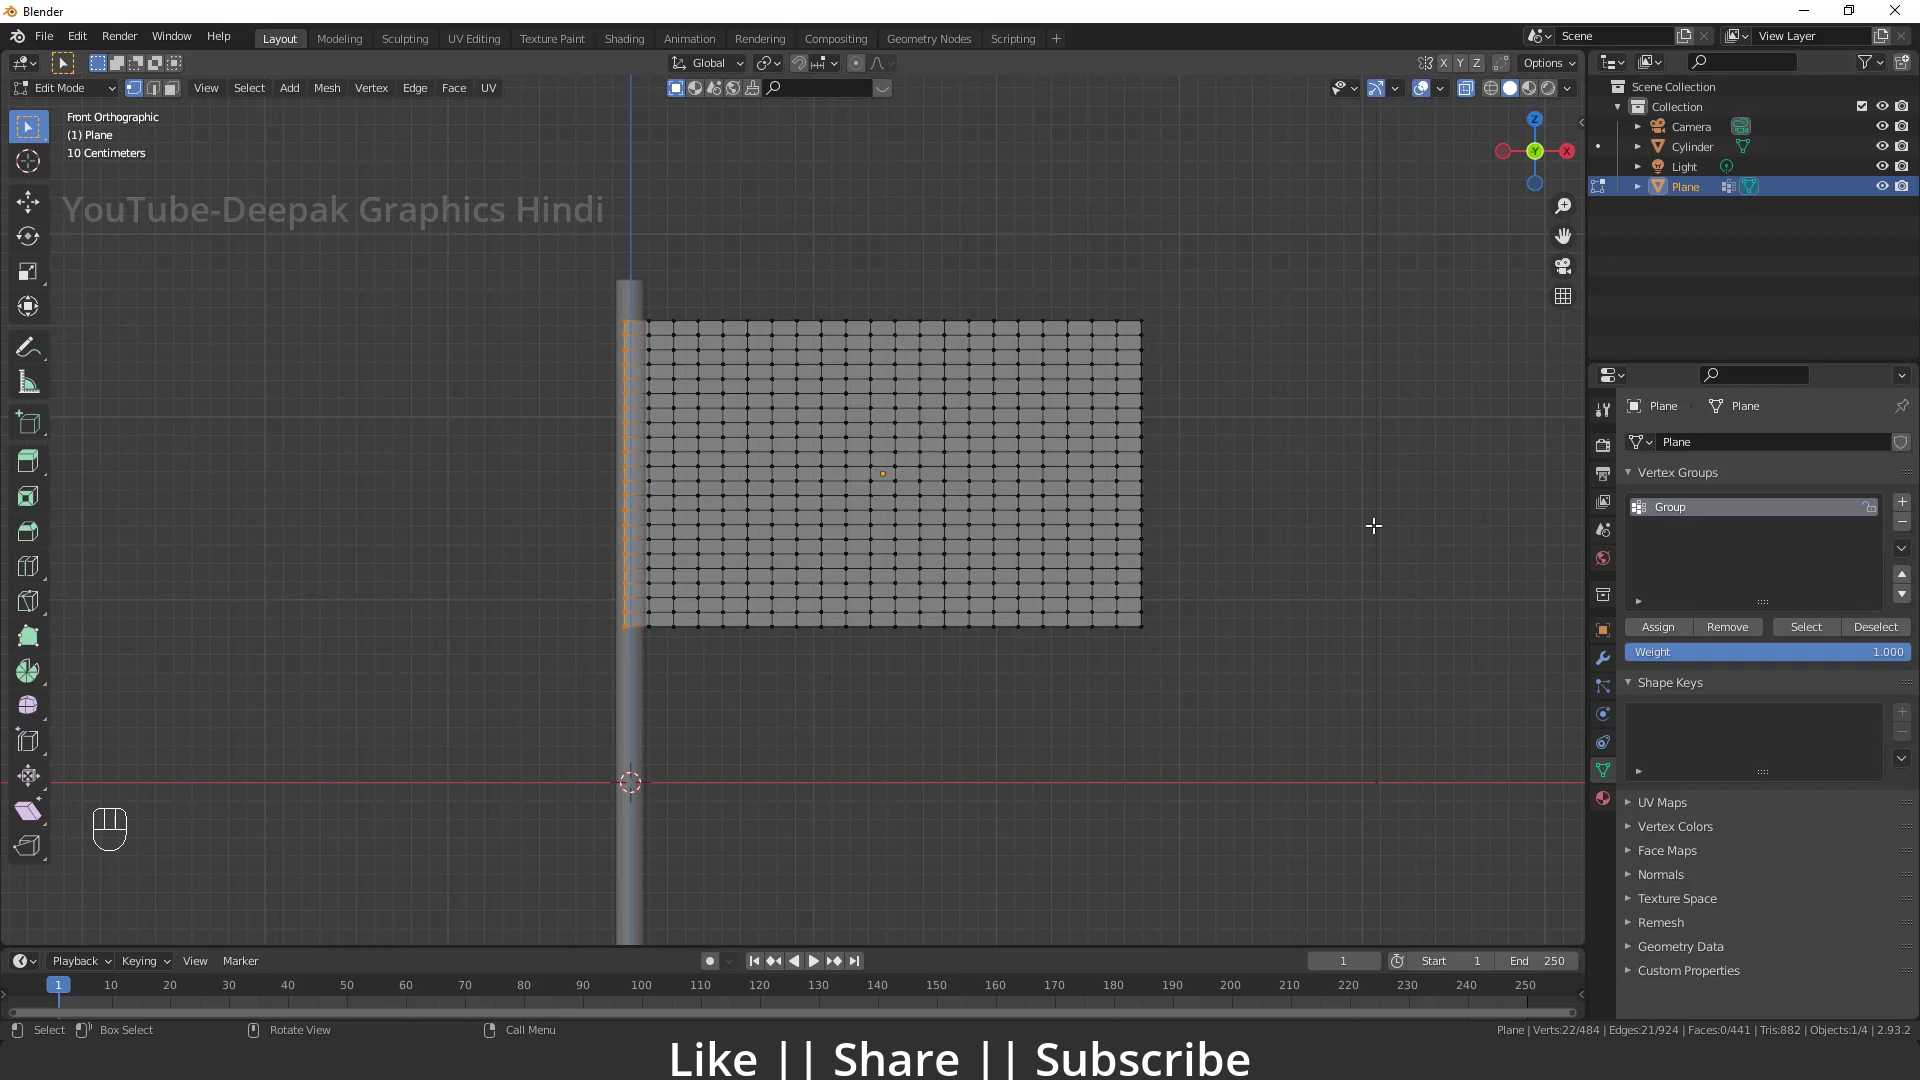 Blender
File Edit Render Window Help
Layout Modeling Sculpting UV Editing Texture Paint Shading Animation Rendering Compositing Geometry Nodes Scripting +
Scene
View Layer
Global
X Y Z
Options
Edit Mode
View Select Add Mesh Vertex Edge Face UV
Front Orthographic
(1) Plane
10 Centimeters
YouTube-Deepak Graphics Hindi
Z
Y
X
Scene Collection
Collection
Camera
Cylinder
Light
Plane
Plane
Plane
Plane
Vertex Groups
Group
Assign
Remove
Select
Deselect
Weight 1.000
Shape Keys
UV Maps
Vertex Colors
Face Maps
Normals
Texture Space
Remesh
Geometry Data
Custom Properties
Playback Keying View Marker
1
Start 1
End 250
1 10 20 30 40 50 60 70 80 90 100 110 120 130 140 150 160 170 180 190 200 210 220 230 240 250
Select
Box Select
Rotate View
Call Menu
Plane | Verts:22/484 | Edges:21/924 | Faces:0/441 | Tris:882 | Objects:1/4 | 2.93.2
Like || Share || Subscribe